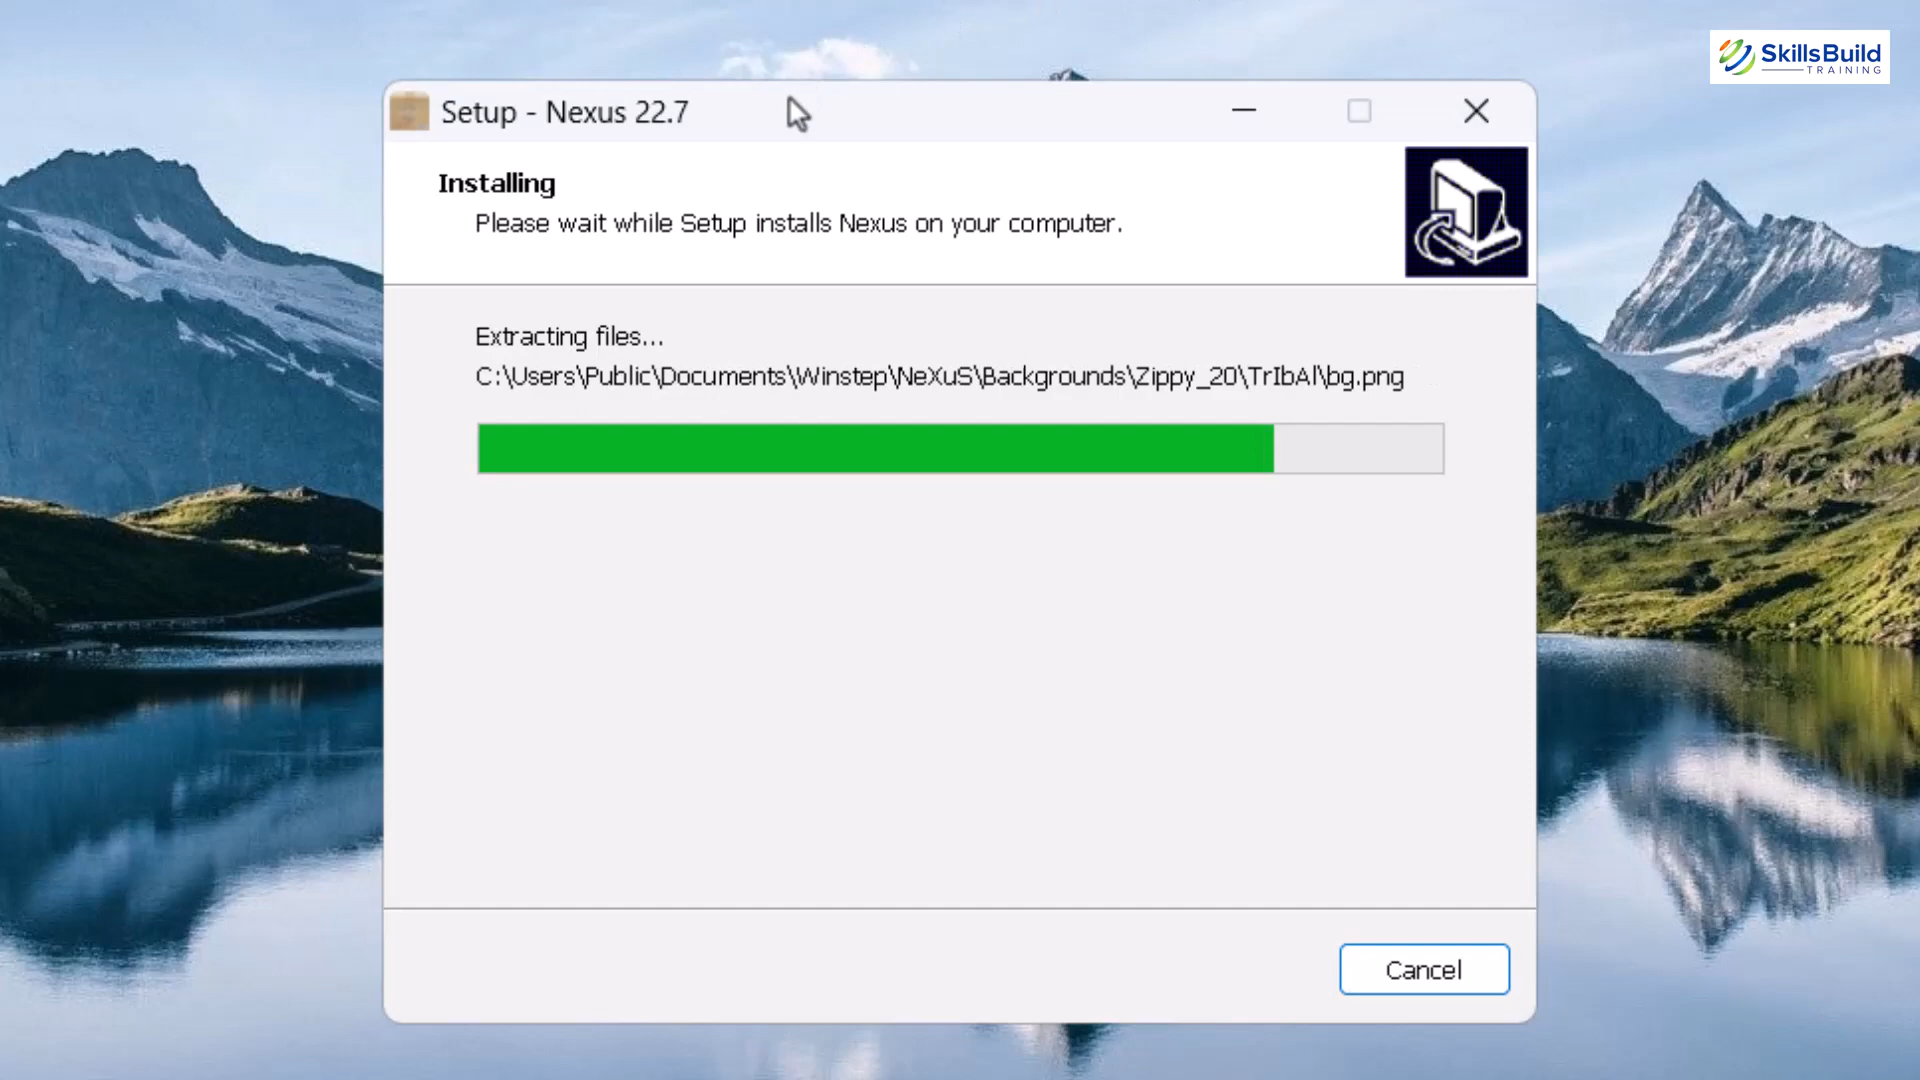 SkillsBuild
TRAINING
Setup - Nexus 22.7
Installing
Please wait while Setup installs Nexus on your computer.
Extracting files...
C:\Users\Public\Documents\Winstep\NeXuS\Backgrounds\Zippy_20\TrIbAl\bg.png
Cancel